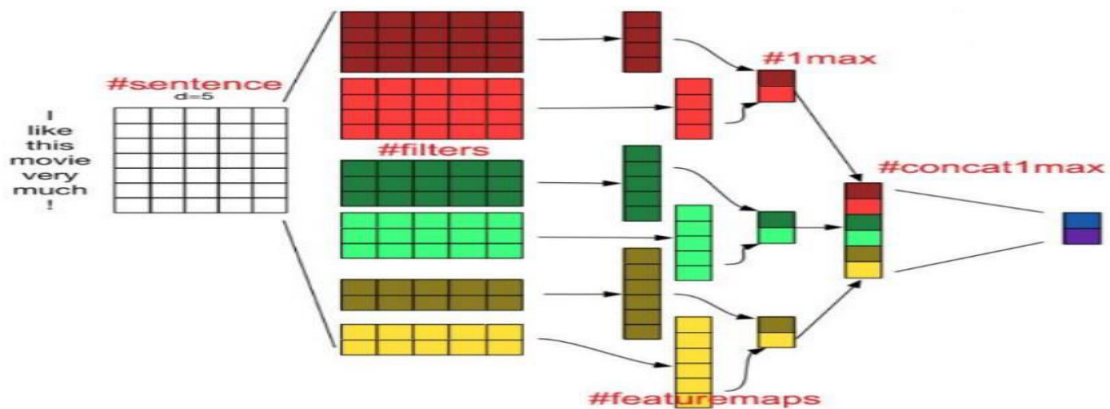 I
like
this
movie
very
much
!
#sentence
d=5
#filters
#featuremaps
#1max
#concat1max